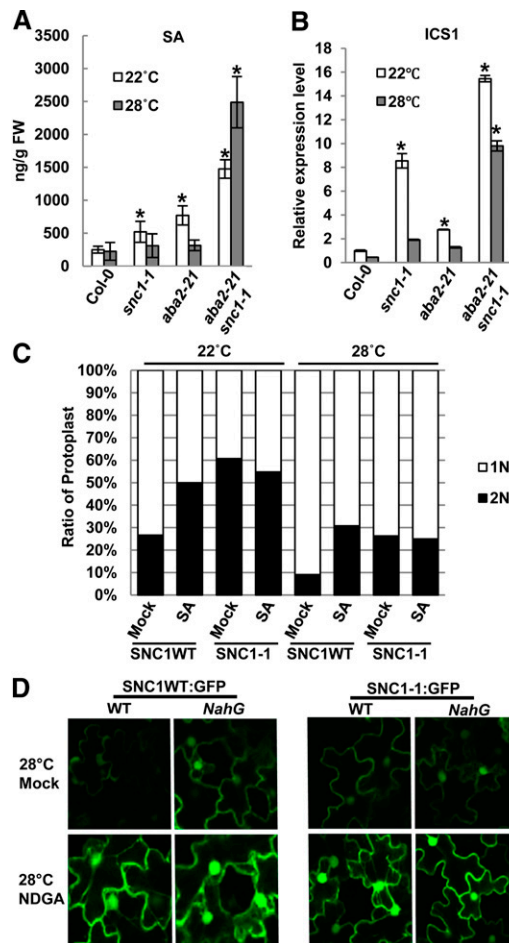 A
SA
22°C
28°C
ng/g FW
3500
3000
2500
2000
1500
1000
500
0
*
*
*
*
Col-0
snc1-1
aba2-21
aba2-21
snc1-1
B
ICS1
22℃
28℃
Relative expression level
18
16
14
12
10
8
6
4
2
0
*
*
*
*
Col-0
snc1-1
aba2-21
aba2-21
snc1-1
C
22°C
28°C
Ratio of Protoplast
100%
90%
80%
70%
60%
50%
40%
30%
20%
10%
0%
1N
2N
Mock
SA
Mock
SA
Mock
SA
Mock
SA
SNC1WT
SNC1-1
SNC1WT
SNC1-1
D
SNC1WT:GFP
SNC1-1:GFP
WT
NahG
WT
NahG
28°C
Mock
28°C
NDGA